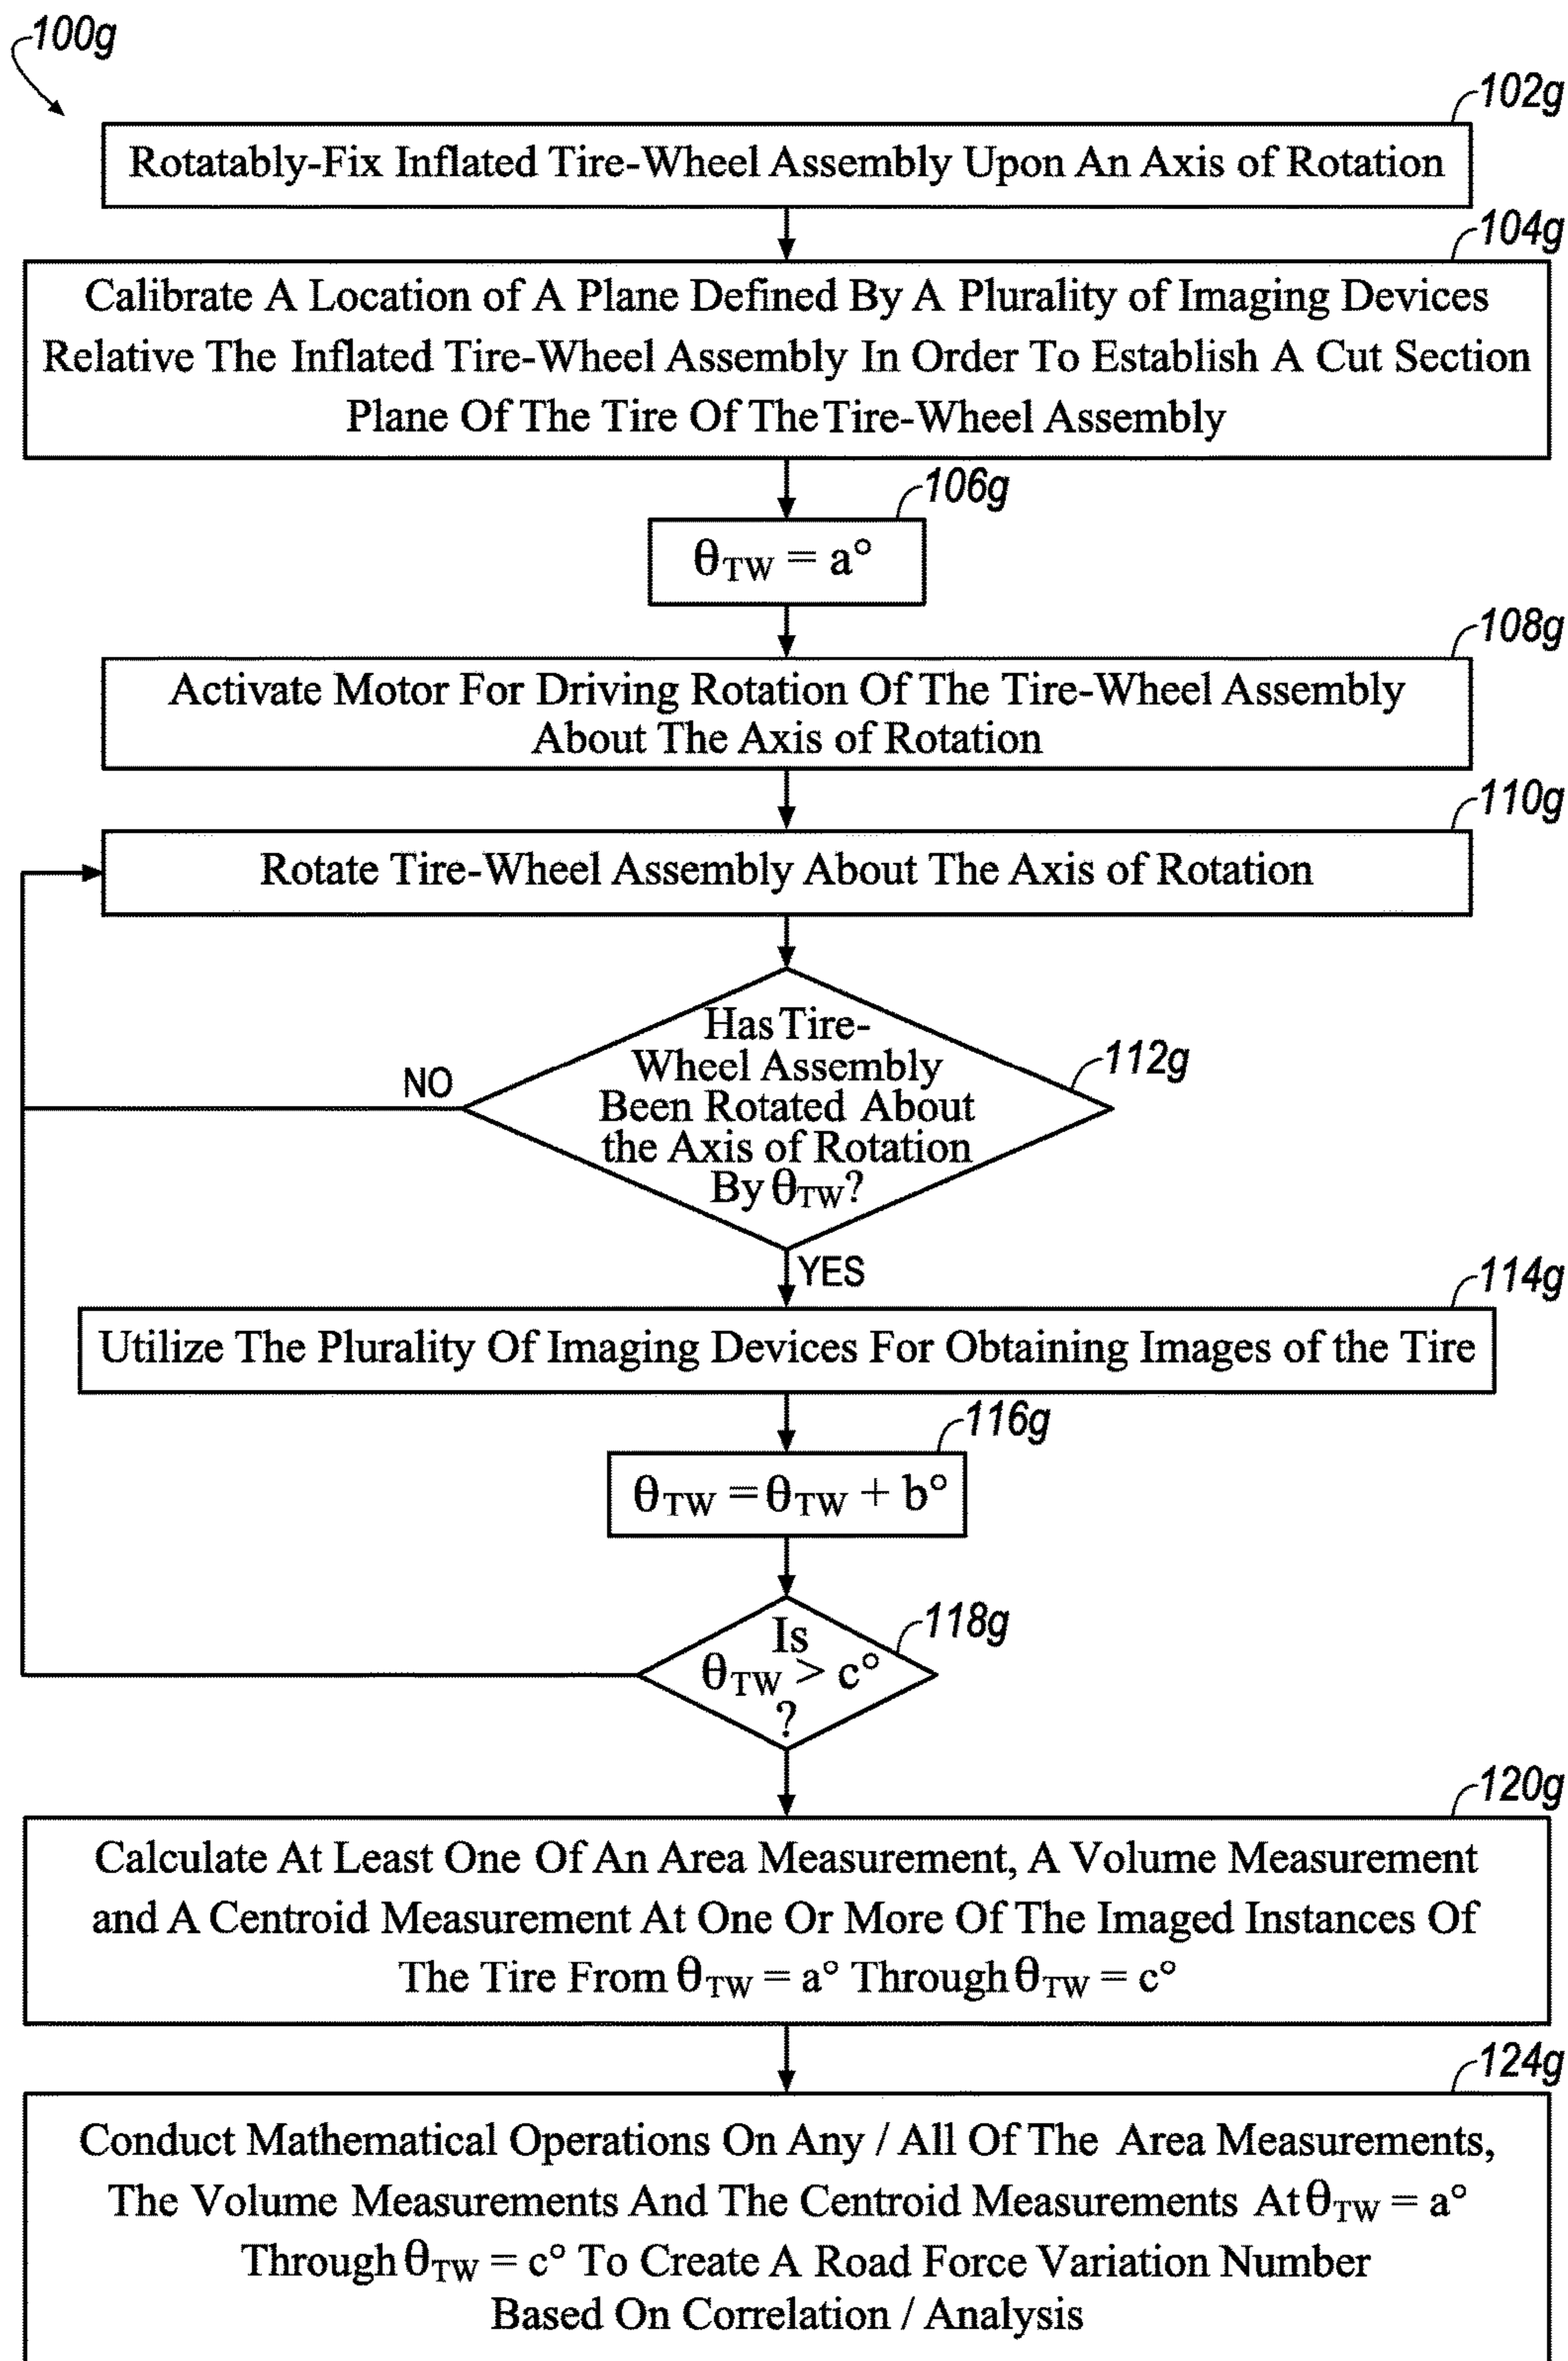 100g
102g
Rotatably-Fix Inflated Tire-Wheel Assembly Upon An Axis of Rotation
104g
Calibrate A Location of A Plane Defined By A Plurality of Imaging Devices
Relative The Inflated Tire-Wheel Assembly In Order To Establish A Cut Section
Plane Of The Tire Of The Tire-Wheel Assembly
106g
θTW = a°
108g
Activate Motor For Driving Rotation Of The Tire-Wheel Assembly
About The Axis of Rotation
110g
Rotate Tire-Wheel Assembly About The Axis of Rotation
Has Tire-
Wheel Assembly
Been Rotated About
the Axis of Rotation
By θTW?
112g
NO
YES
114g
Utilize The Plurality Of Imaging Devices For Obtaining Images of the Tire
116g
θTW = θTW + b°
118g
Is
θTW > c°
?
120g
Calculate At Least One Of An Area Measurement, A Volume Measurement
and A Centroid Measurement At One Or More Of The Imaged Instances Of
The Tire From θTW = a° Through θTW = c°
124g
Conduct Mathematical Operations On Any / All Of The Area Measurements,
The Volume Measurements And The Centroid Measurements At θTW = a°
Through θTW = c° To Create A Road Force Variation Number
Based On Correlation / Analysis